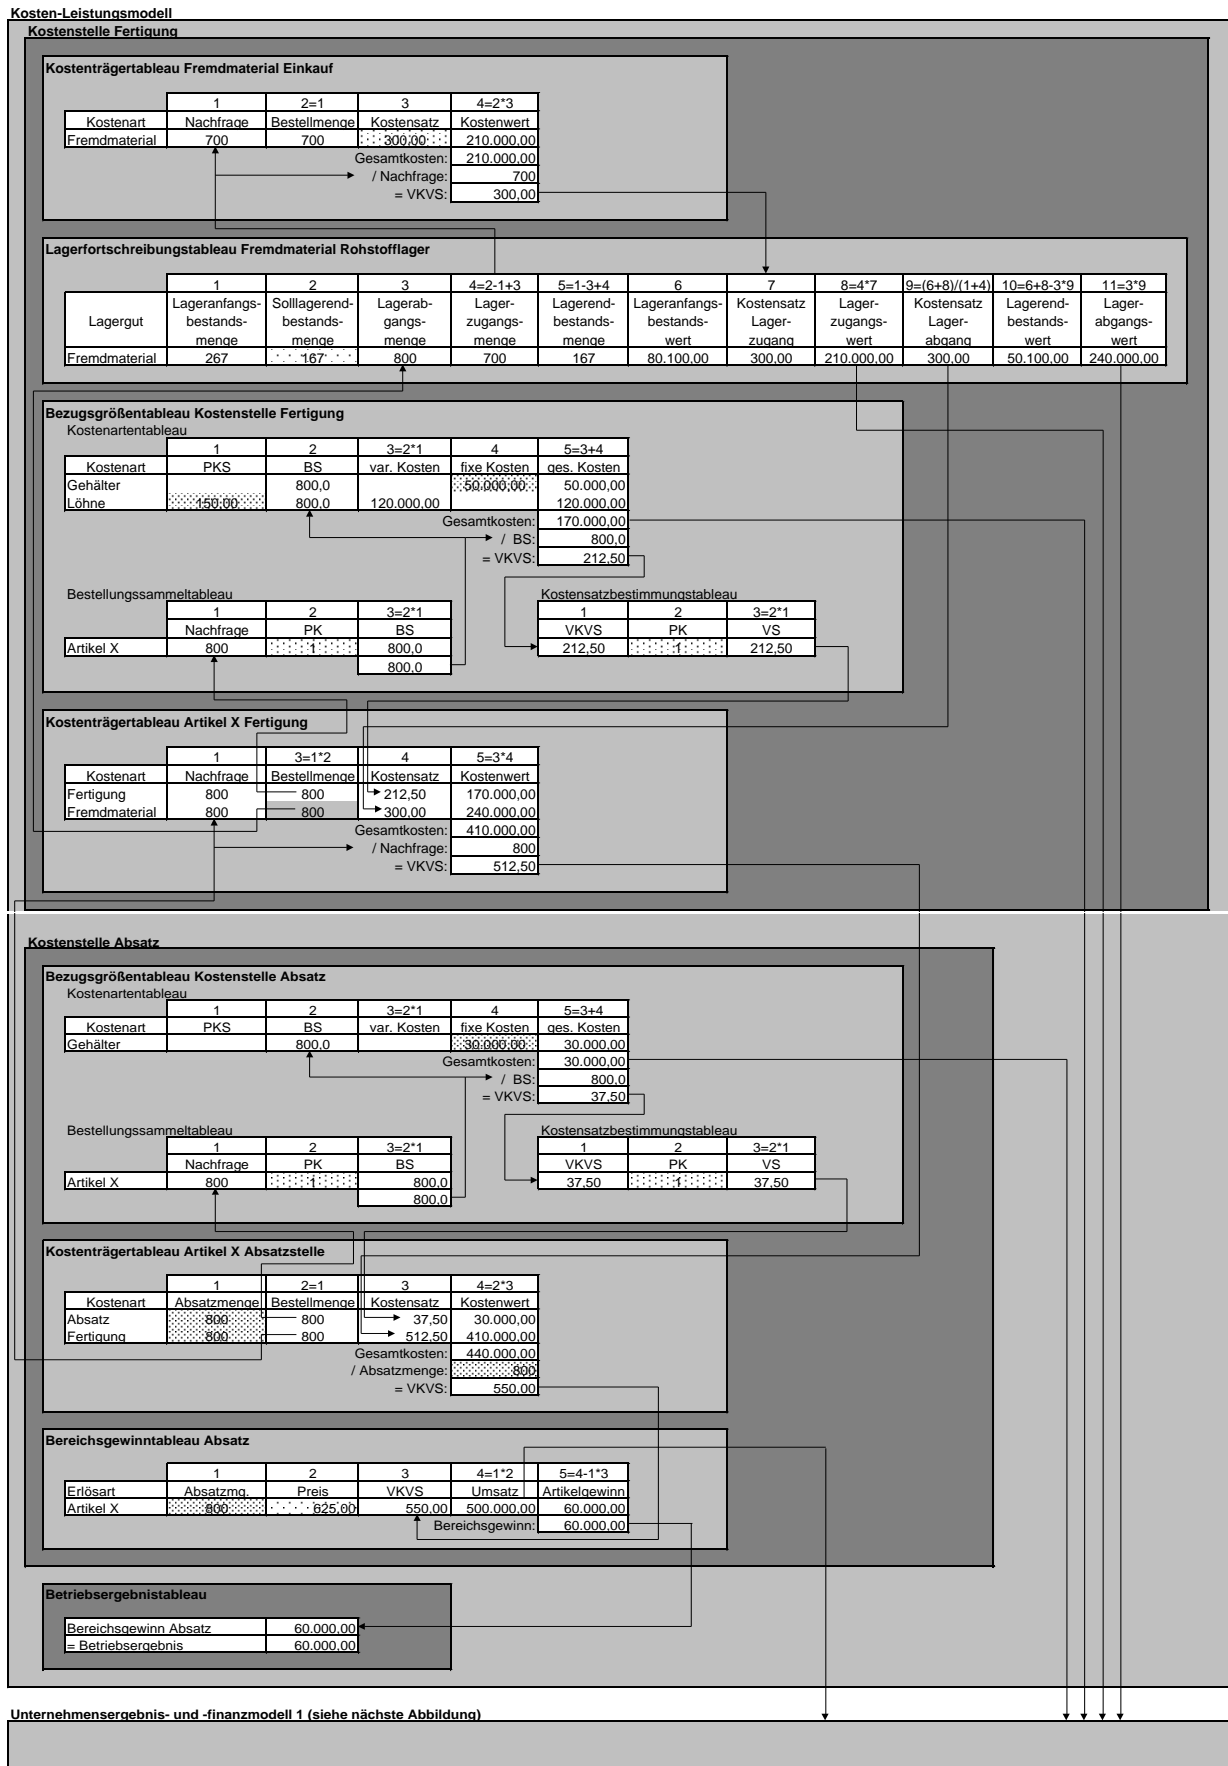 Kosten-Leistungsmodell
Kostenstelle Fertigung
Kostenträgertableau Fremdmaterial Einkauf
1 2=1 3 4=2*3
Kostenart Nachfrage Bestellmenge Kostensatz Kostenwert
Fremdmaterial 700 700 300,00 210.000,00
Gesamtkosten: 210.000,00
/ Nachfrage: 700
= VKVS: 300,00
Lagerfortschreibungstableau Fremdmaterial Rohstofflager
1 2 3 4=2-1+3 5=1-3+4 6 7 8=4*7 9=(6+8)/(1+4) 10=6+8-3*9 11=3*9
Lageranfangs- Solllagerend- Lagerab- Lager- Lagerend- Lageranfangs- Kostensatz Lager- Kostensatz Lagerend- Lager-
Lagergut bestands- bestands- gangs- zugangs- bestands- bestands- Lager- zugangs- Lager- bestands- abgangs-
menge menge menge menge menge wert zugang wert abgang wert wert
Fremdmaterial 267 167 800 700 167 80.100,00 300,00 210.000,00 300,00 50.100,00 240.000,00
Bezugsgrößentableau Kostenstelle Fertigung
Kostenartentableau
1 2 3=2*1 4 5=3+4
Kostenart PKS BS var. Kosten fixe Kosten ges. Kosten
Gehälter 800,0 50.000,00 50.000,00
Löhne 150,00 800,0 120.000,00 120.000,00
Gesamtkosten: 170.000,00
/ BS: 800,0
= VKVS: 212,50
Bestellungssammeltableau Kostensatzbestimmungstableau
1 2 3=2*1 1 2 3=2*1
Nachfrage PK BS VKVS PK VS
Artikel X 800 1 800,0 212,50 1 212,50
800,0
Kostenträgertableau Artikel X Fertigung
1 3=1*2 4 5=3*4
Kostenart Nachfrage Bestellmenge Kostensatz Kostenwert
Fertigung 800 800 212,50 170.000,00
Fremdmaterial 800 800 300,00 240.000,00
Gesamtkosten: 410.000,00
/ Nachfrage: 800
= VKVS: 512,50
Kostenstelle Absatz
Bezugsgrößentableau Kostenstelle Absatz
Kostenartentableau
1 2 3=2*1 4 5=3+4
Kostenart PKS BS var. Kosten fixe Kosten ges. Kosten
Gehälter 800,0 30.000,00 30.000,00
Gesamtkosten: 30.000,00
/ BS: 800,0
= VKVS: 37,50
Bestellungssammeltableau Kostensatzbestimmungstableau
1 2 3=2*1 1 2 3=2*1
Nachfrage PK BS VKVS PK VS
Artikel X 800 1 800,0 37,50 1 37,50
800,0
Kostenträgertableau Artikel X Absatzstelle
1 2=1 3 4=2*3
Kostenart Absatzmenge Bestellmenge Kostensatz Kostenwert
Absatz 800 800 37,50 30.000,00
Fertigung 800 800 512,50 410.000,00
Gesamtkosten: 440.000,00
/ Absatzmenge: 800
= VKVS: 550,00
Bereichsgewinntableau Absatz
1 2 3 4=1*2 5=4-1*3
Erlösart Absatzmg. Preis VKVS Umsatz Artikelgewinn
Artikel X 800 625,00 550,00 500.000,00 60.000,00
Bereichsgewinn: 60.000,00
Betriebsergebnistableau
Bereichsgewinn Absatz 60.000,00
= Betriebsergebnis 60.000,00
Unternehmensergebnis- und -finanzmodell 1 (siehe nächste Abbildung)